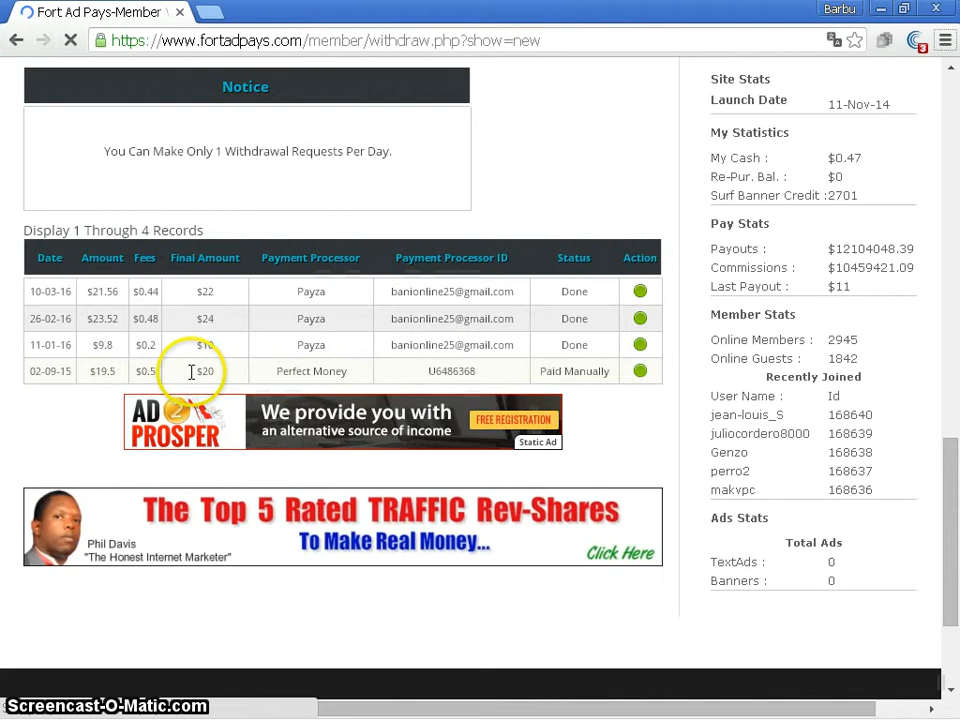 Fort Ad Pays-Member
Barbu
https://www.fortadpays.com/member/withdraw.php?show=new
3
Notice
You Can Make Only 1 Withdrawal Requests Per Day.
Display 1 Through 4 Records
Date Amount Fees Final Amount Payment Processor Payment Processor ID Status Action
10-03-16 $21.56 $0.44 $22 Payza banionline25@gmail.com Done
26-02-16 $23.52 $0.48 $24 Payza banionline25@gmail.com Done
11-01-16 $9.8 $0.2 $10 Payza banionline25@gmail.com Done
02-09-15 $19.5 $0.5 $20 Perfect Money U6486368 Paid Manually
AD 2
PROSPER
We provide you with
an alternative source of income
FREE REGISTRATION
Static Ad
The Top 5 Rated TRAFFIC Rev-Shares
To Make Real Money...
Phil Davis
"The Honest Internet Marketer"
Click Here
Site Stats
Launch Date 11-Nov-14
My Statistics
My Cash : $0.47
Re-Pur. Bal. : $0
Surf Banner Credit :2701
Pay Stats
Payouts : $12104048.39
Commissions : $10459421.09
Last Payout : $11
Member Stats
Online Members : 2945
Online Guests : 1842
Recently Joined
User Name : Id
jean-louis_S 168640
juliocordero8000 168639
Genzo 168638
perro2 168637
makvpc 168636
Ads Stats
Total Ads
TextAds : 0
Banners : 0
Screencast-O-Matic.com